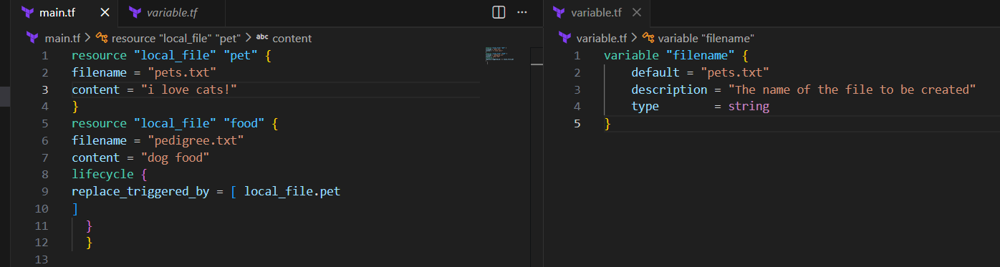 main.tf
variable.tf
main.tf > resource "local_file" "pet" > abc content
1 resource "local_file" "pet" {
2 filename = "pets.txt"
3 content = "i love cats!"
4 }
5 resource "local_file" "food" {
6 filename = "pedigree.txt"
7 content = "dog food"
8 lifecycle {
9 replace_triggered_by = [ local_file.pet
10 ]
11 }
12 }
13
variable.tf
variable.tf > variable "filename"
1 variable "filename" {
2 default = "pets.txt"
3 description = "The name of the file to be created"
4 type = string
5 }